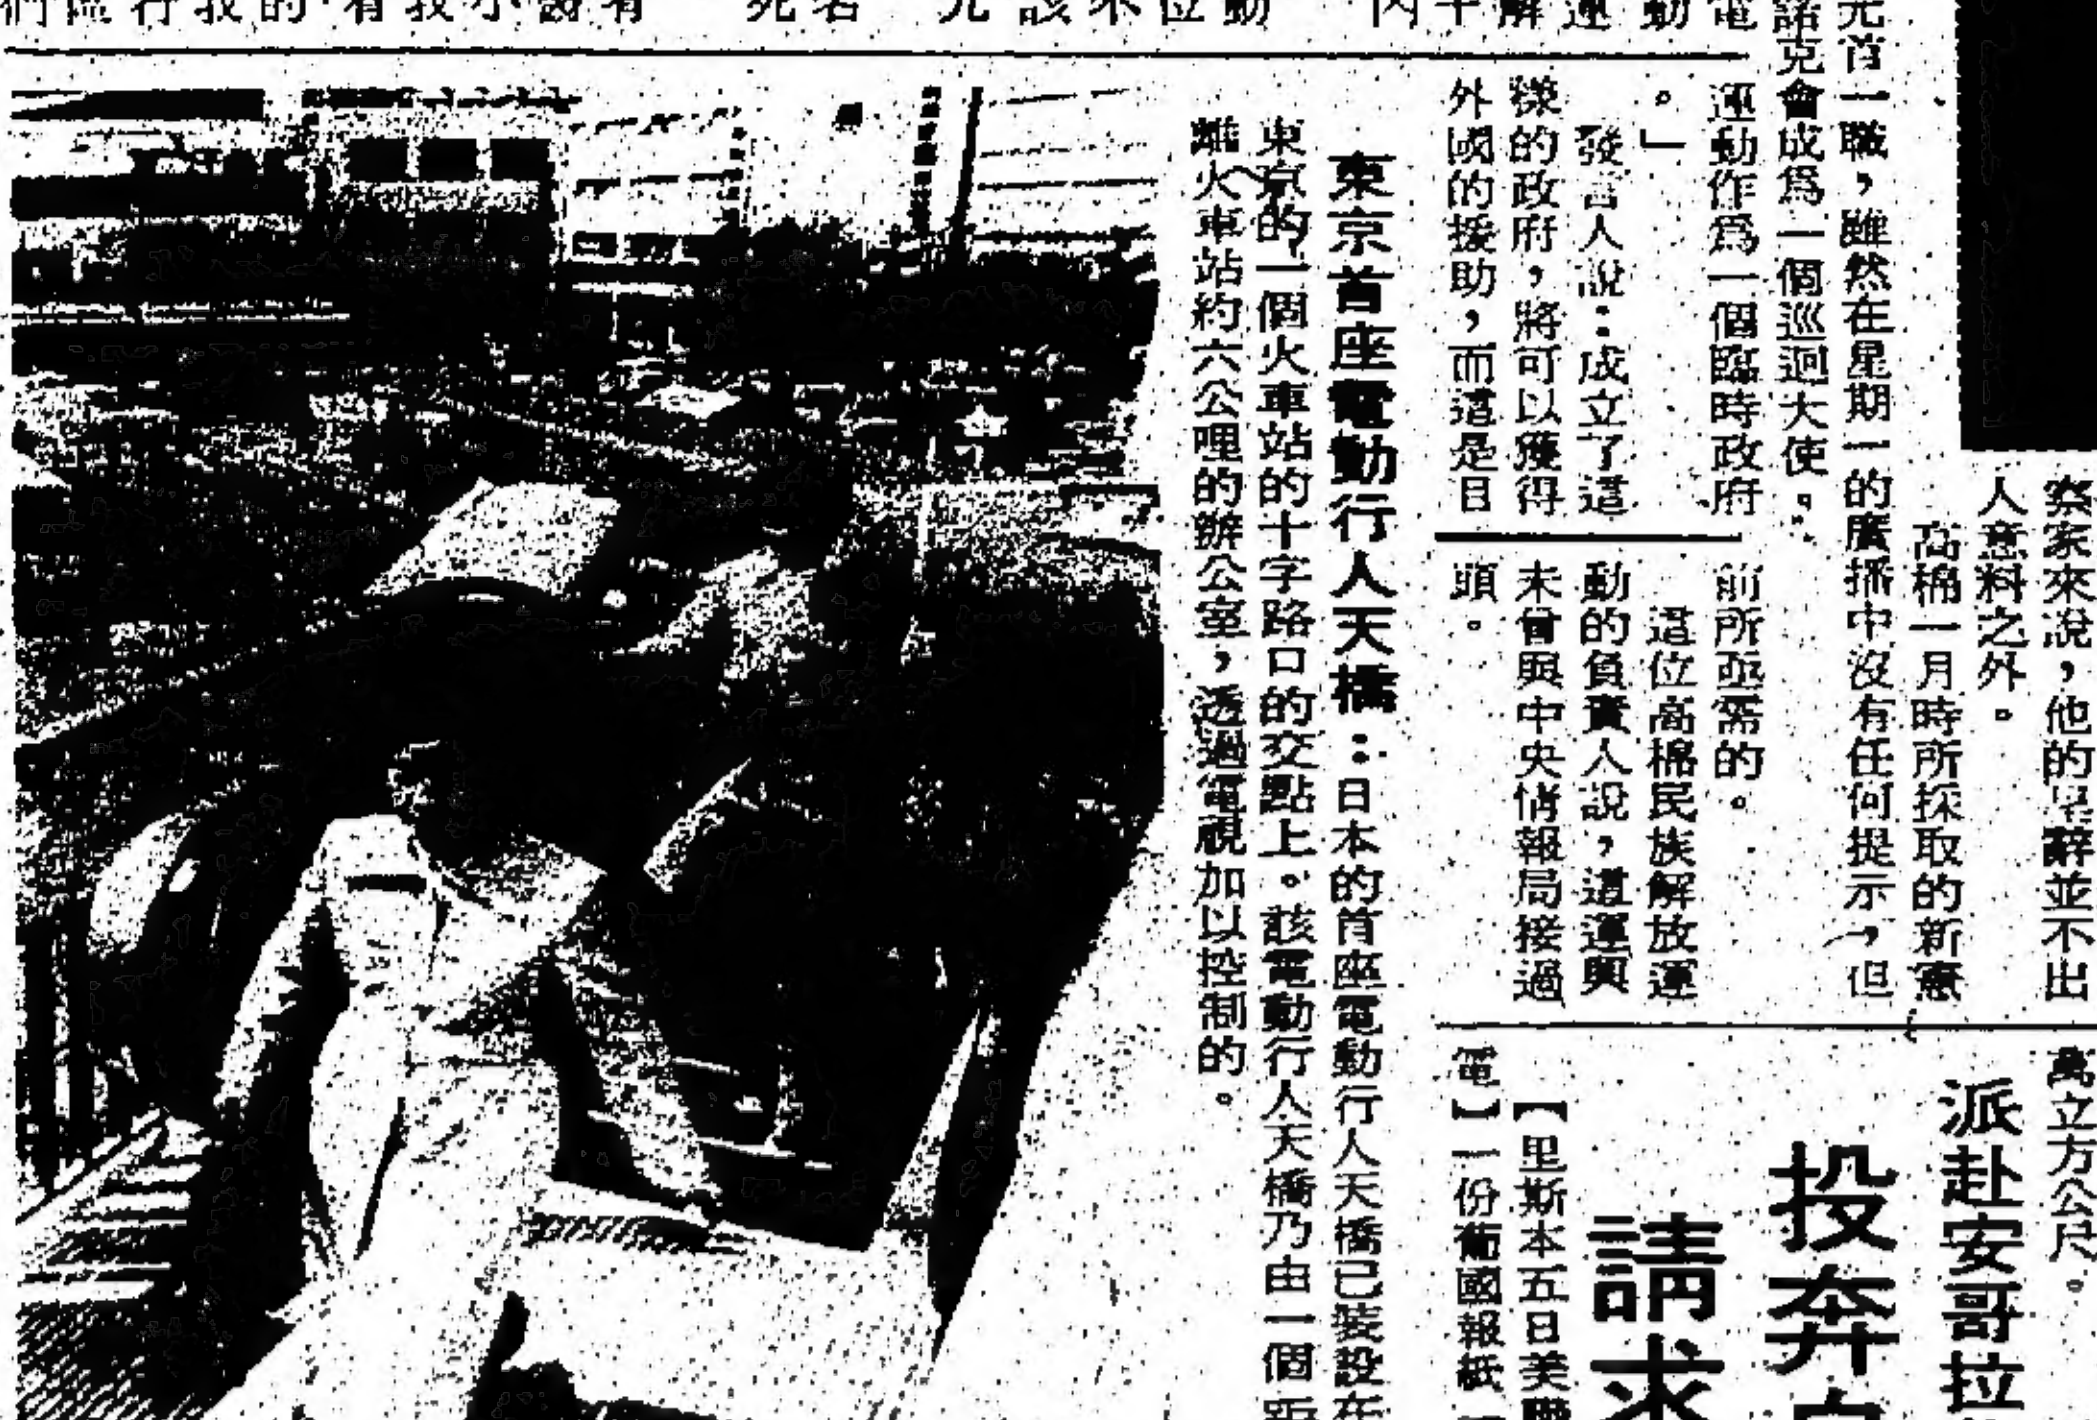 察家來說，他的呈辭並不出
人意料之外。
高棉一月時所採取的新憲
元首一職，雖然在星期一的廣播中沒有任何提示，但
諾克會成爲一個巡迴大使。
運動作爲一個臨時政府
。」
發言人說：成立了這
樣的政府，將可以獲得
外國的援助，而這是目
前所亟需的。
這位高棉民族解放運
動的負責人說，這運與
未曾與中央情報局接過
頭。
東京首座電動行人天橋：日本的首座電動行人天橋已裝設在
東京的一個火車站的十字路口的交點上。該電動行人天橋乃由一個距
離火車站約六公哩的辦公室，透過電視加以控制的。
萬立方公尺。
派赴安哥拉
投奔
請求
【里斯本五日美聯
電】一份葡國報紙